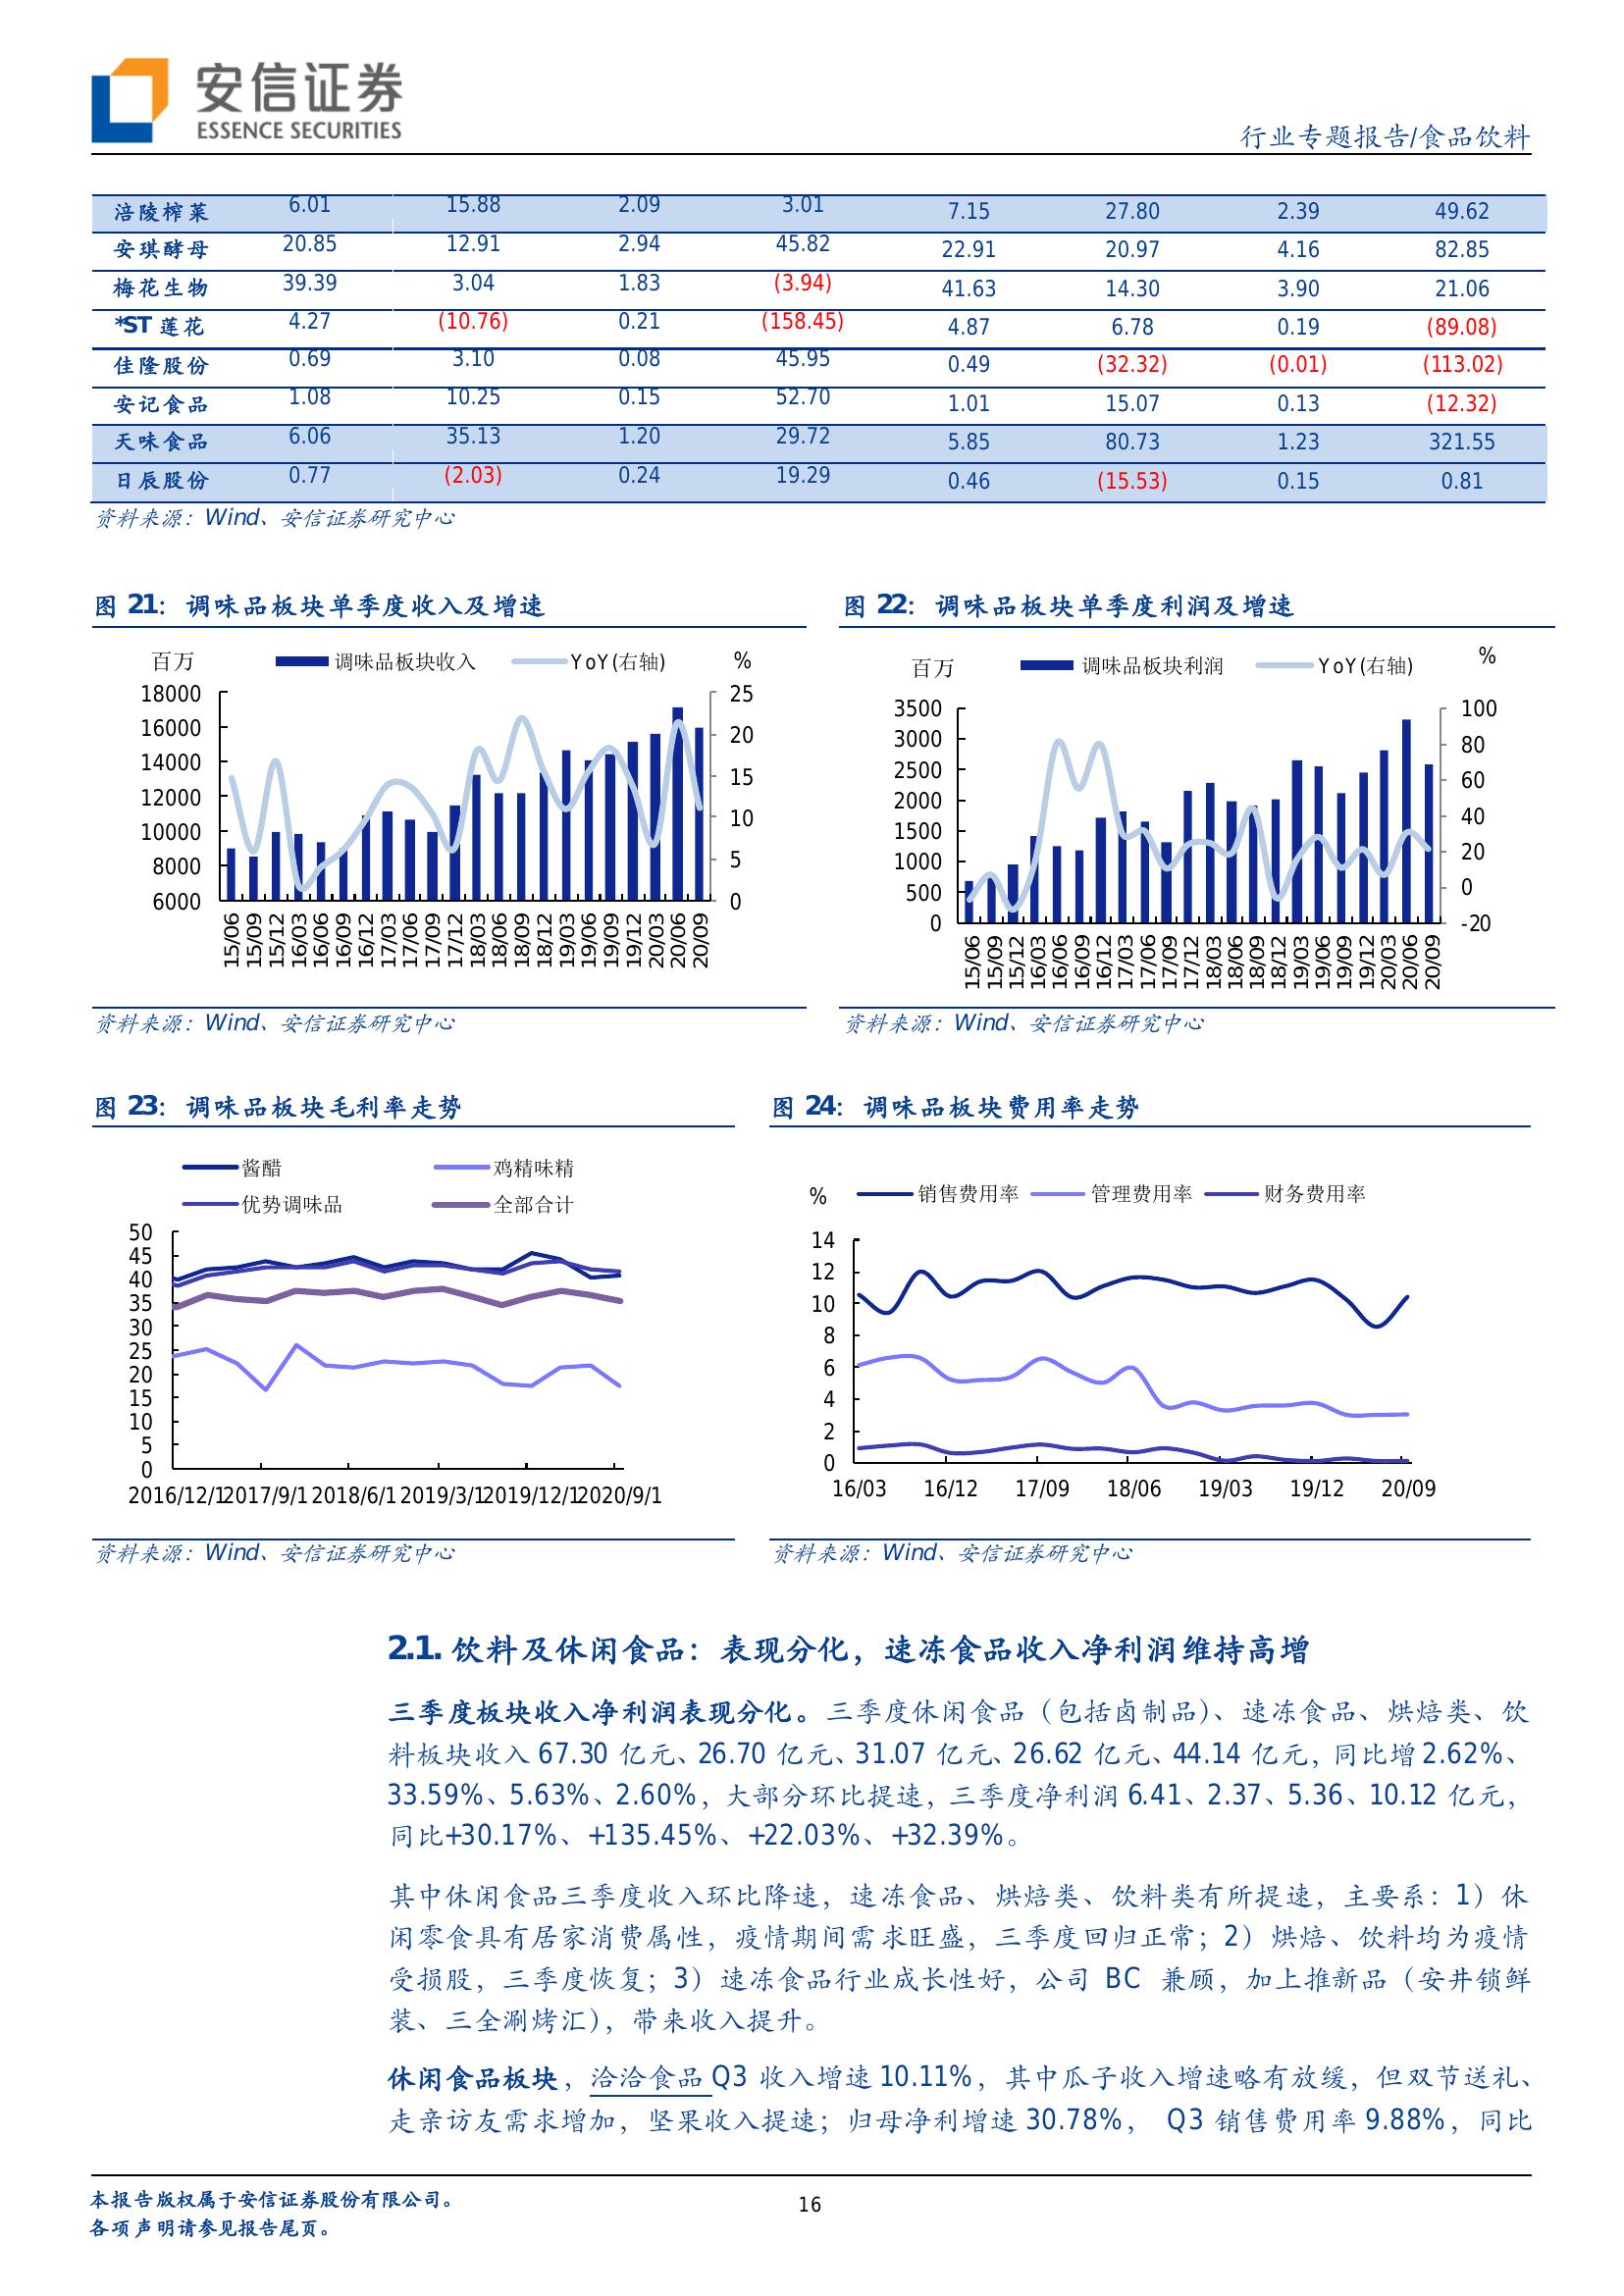 安信证券
ESSENCE SECURITIES
行业专题报告/食品饮料
涪陵榨菜 6.01 15.88 2.09 3.01 7.15 27.80 2.39 49.62
安琪酵母 20.85 12.91 2.94 45.82 22.91 20.97 4.16 82.85
梅花生物 39.39 3.04 1.83 (3.94) 41.63 14.30 3.90 21.06
*ST 莲花 4.27 (10.76) 0.21 (158.45) 4.87 6.78 0.19 (89.08)
佳隆股份 0.69 3.10 0.08 45.95 0.49 (32.32) (0.01) (113.02)
安记食品 1.08 10.25 0.15 52.70 1.01 15.07 0.13 (12.32)
天味食品 6.06 35.13 1.20 29.72 5.85 80.73 1.23 321.55
日辰股份 0.77 (2.03) 0.24 19.29 0.46 (15.53) 0.15 0.81
资料来源：Wind、安信证券研究中心
图 21：调味品板块单季度收入及增速
百万 调味品板块收入 YoY(右轴) %
18000 25
16000 20
14000 15
12000 10
10000 5
8000 0
6000
15/06 15/09 15/12 16/03 16/06 16/09 16/12 17/03 17/06 17/09 17/12 18/03 18/06 18/09 18/12 19/03 19/06 19/09 19/12 20/03 20/06 20/09
资料来源：Wind、安信证券研究中心
图 22：调味品板块单季度利润及增速
百万 调味品板块利润 YoY(右轴) %
3500 100
3000 80
2500 60
2000 40
1500 20
1000 0
500 -20
0
15/06 15/09 15/12 16/03 16/06 16/09 16/12 17/03 17/06 17/09 17/12 18/03 18/06 18/09 18/12 19/03 19/06 19/09 19/12 20/03 20/06 20/09
资料来源：Wind、安信证券研究中心
图 23：调味品板块毛利率走势
酱醋 鸡精味精
优势调味品 全部合计
50
45
40
35
30
25
20
15
10
5
0
2016/12/1 2017/9/1 2018/6/1 2019/3/1 2019/12/1 2020/9/1
资料来源：Wind、安信证券研究中心
图 24：调味品板块费用率走势
% 销售费用率 管理费用率 财务费用率
14
12
10
8
6
4
2
0
16/03 16/12 17/09 18/06 19/03 19/12 20/09
资料来源：Wind、安信证券研究中心
2.1. 饮料及休闲食品：表现分化，速冻食品收入净利润维持高增
三季度板块收入净利润表现分化。三季度休闲食品（包括卤制品）、速冻食品、烘焙类、饮
料板块收入 67.30 亿元、26.70 亿元、31.07 亿元、26.62 亿元、44.14 亿元，同比增 2.62%、
33.59%、5.63%、2.60%，大部分环比提速，三季度净利润 6.41、2.37、5.36、10.12 亿元，
同比+30.17%、+135.45%、+22.03%、+32.39%。
其中休闲食品三季度收入环比降速，速冻食品、烘焙类、饮料类有所提速，主要系：1）休
闲零食具有居家消费属性，疫情期间需求旺盛，三季度回归正常；2）烘焙、饮料均为疫情
受损股，三季度恢复；3）速冻食品行业成长性好，公司 BC 兼顾，加上推新品（安井锁鲜
装、三全涮烤汇），带来收入提升。
休闲食品板块，洽洽食品 Q3 收入增速 10.11%，其中瓜子收入增速略有放缓，但双节送礼、
走亲访友需求增加，坚果收入提速；归母净利增速 30.78%， Q3 销售费用率 9.88%，同比
本报告版权属于安信证券股份有限公司。
各项声明请参见报告尾页。
16